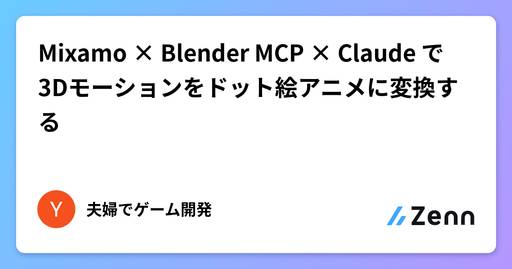 Mixamo × Blender MCP × Claude で
3Dモーションをドット絵アニメに変換す
る
Y
夫婦でゲーム開発
Zenn